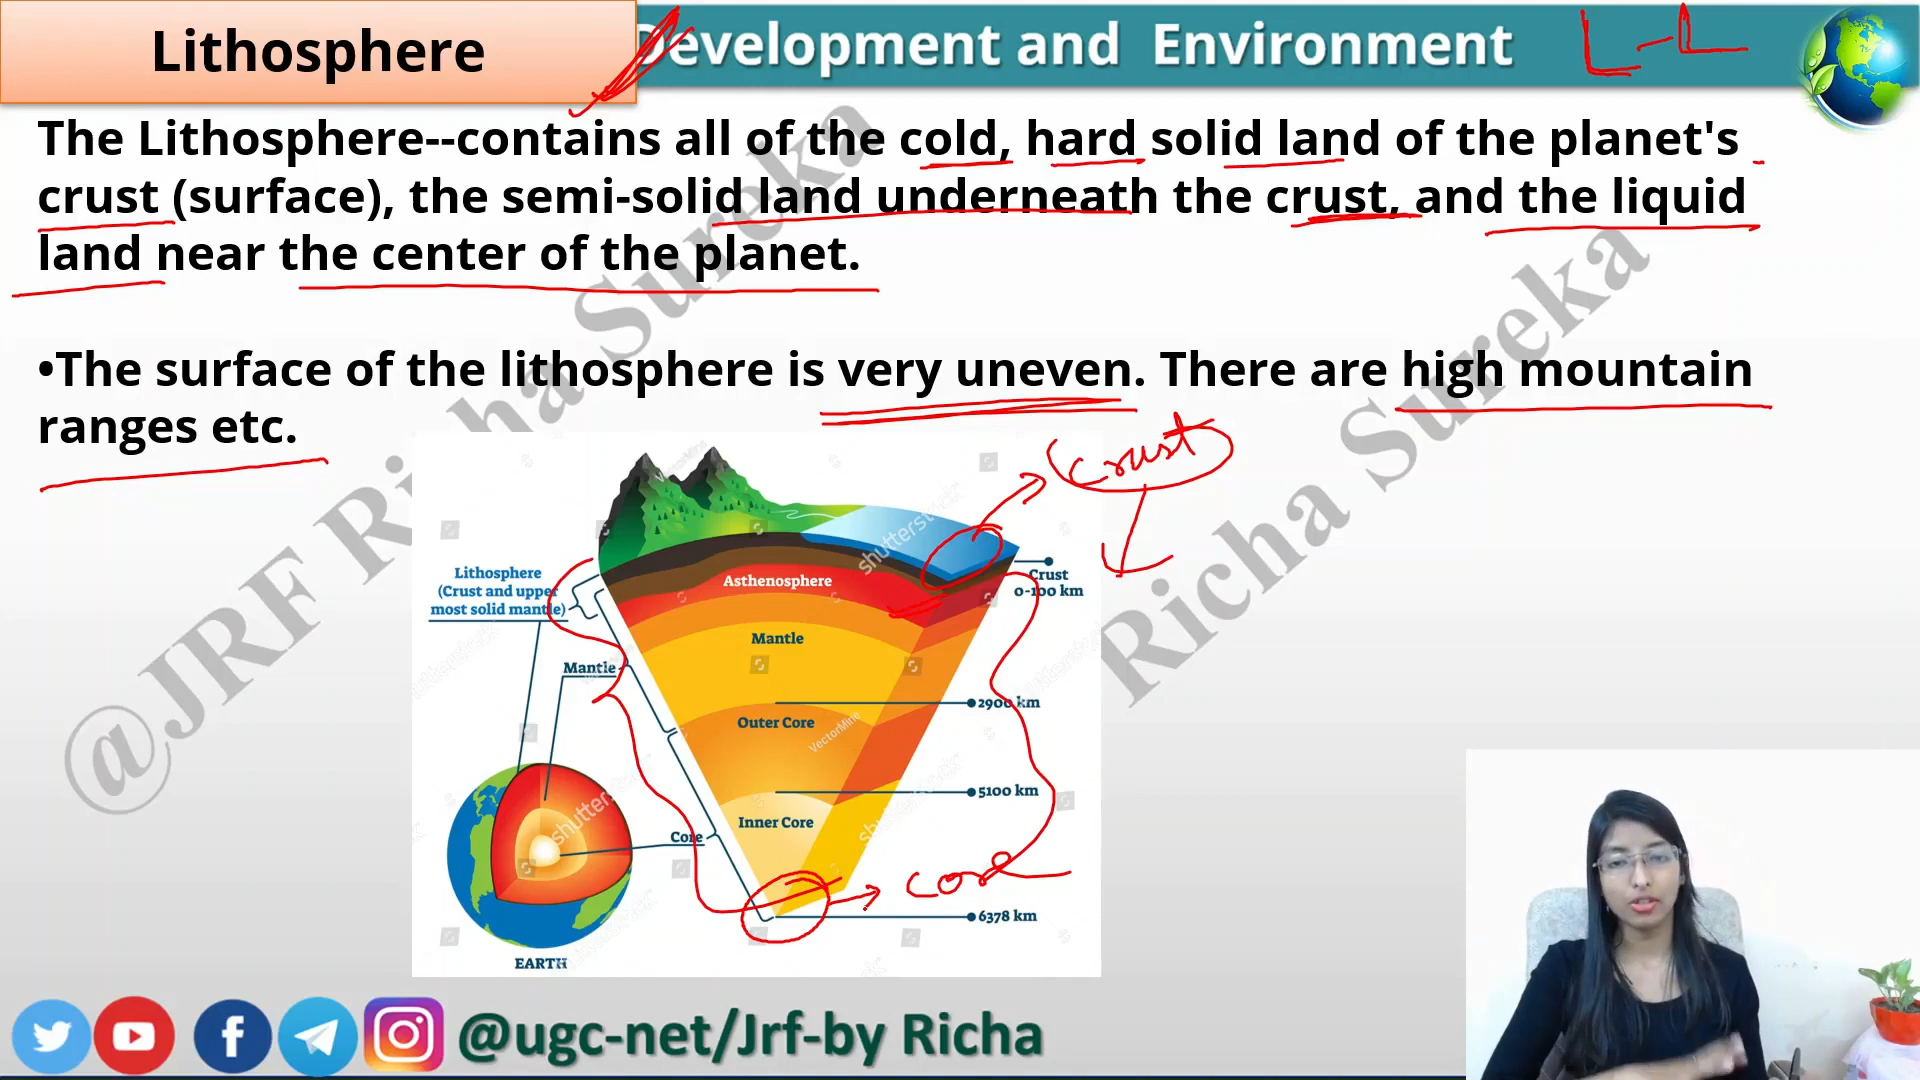 Lithosphere
Development and Environment
L-L
The Lithosphere--contains all of the cold, hard solid land of the planet's
crust (surface), the semi-solid land underneath the crust, and the liquid
land near the center of the planet.
•The surface of the lithosphere is very uneven. There are high mountain
ranges etc.
@JRF Richa Sureka
Richa Sureka
Crust
Lithosphere
(Crust and upper
most solid mantle)
Asthenosphere
Crust
0-100 km
Mantle
Mantle
2900 km
Outer Core
5100 km
Inner Core
Core
core
6378 km
EARTH
shutterstock
VectorMine
@ugc-net/Jrf-by Richa